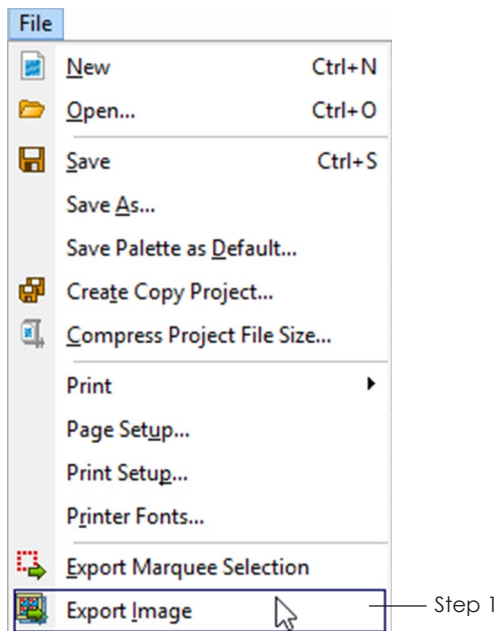 File
New Ctrl+N
Open... Ctrl+O
Save Ctrl+S
Save As...
Save Palette as Default...
Create Copy Project...
Compress Project File Size...
Print
Page Setup...
Print Setup...
Printer Fonts...
Export Marquee Selection
Export Image Step 1